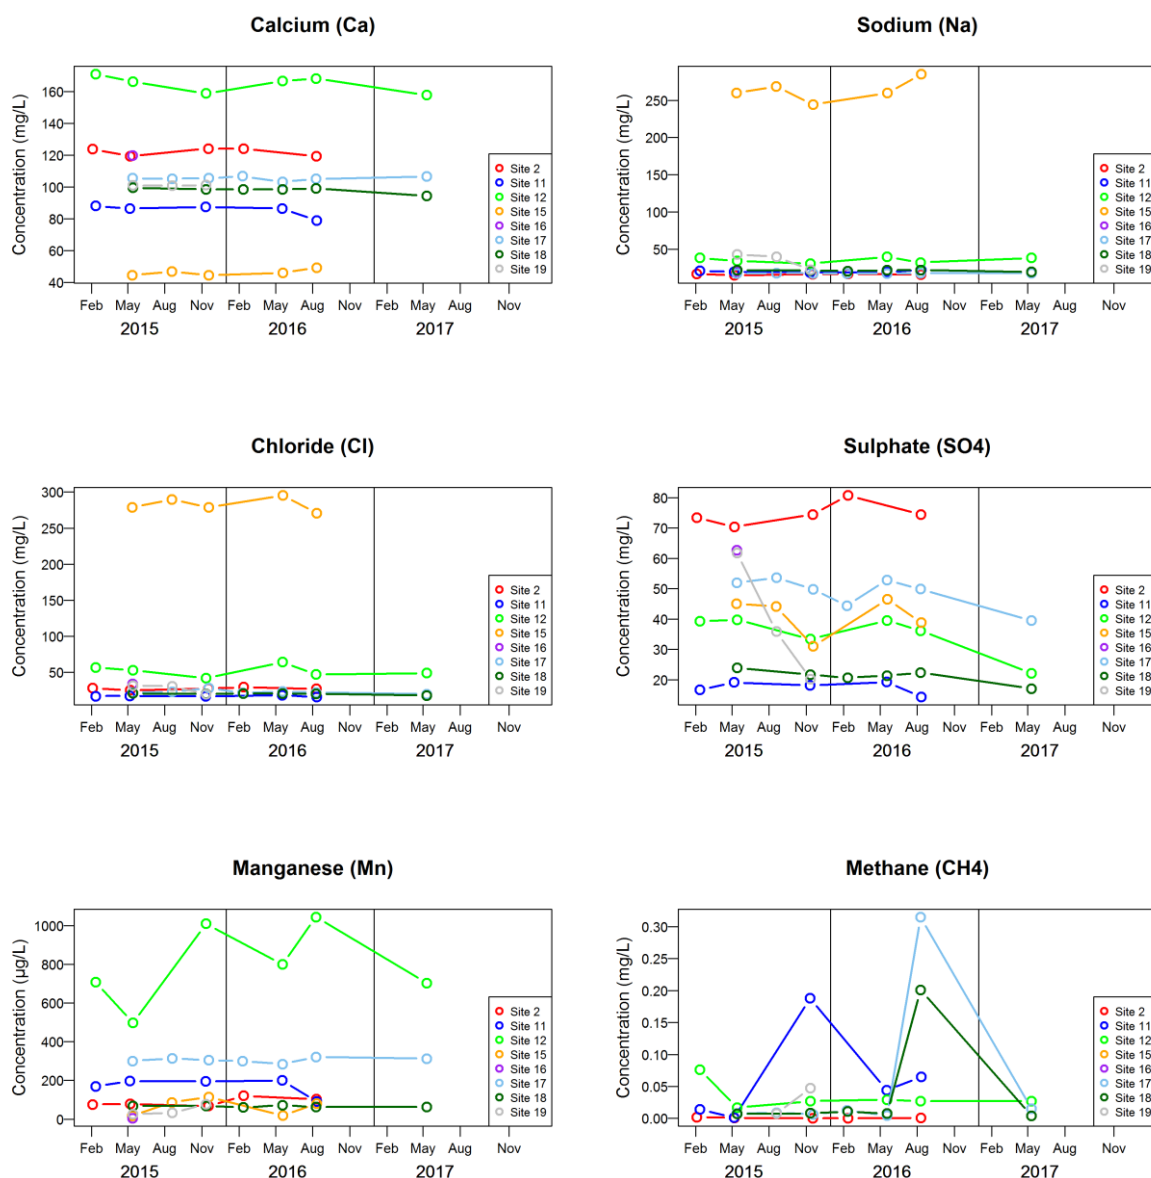 Calcium (Ca)
Concentration (mg/L)
160
140
120
100
80
60
40
Feb May Aug Nov Feb May Aug Nov Feb May Aug Nov
2015 2016 2017
Site 2
Site 11
Site 12
Site 15
Site 16
Site 17
Site 18
Site 19
Sodium (Na)
Concentration (mg/L)
250
200
150
100
50
Feb May Aug Nov Feb May Aug Nov Feb May Aug Nov
2015 2016 2017
Site 2
Site 11
Site 12
Site 15
Site 16
Site 17
Site 18
Site 19
Chloride (Cl)
Concentration (mg/L)
300
250
200
150
100
50
Feb May Aug Nov Feb May Aug Nov Feb May Aug Nov
2015 2016 2017
Site 2
Site 11
Site 12
Site 15
Site 16
Site 17
Site 18
Site 19
Sulphate (SO4)
Concentration (mg/L)
80
70
60
50
40
30
20
Feb May Aug Nov Feb May Aug Nov Feb May Aug Nov
2015 2016 2017
Site 2
Site 11
Site 12
Site 15
Site 16
Site 17
Site 18
Site 19
Manganese (Mn)
Concentration (µg/L)
1000
800
600
400
200
0
Feb May Aug Nov Feb May Aug Nov Feb May Aug Nov
2015 2016 2017
Site 2
Site 11
Site 12
Site 15
Site 16
Site 17
Site 18
Site 19
Methane (CH4)
Concentration (mg/L)
0.30
0.25
0.20
0.15
0.10
0.05
0.00
Feb May Aug Nov Feb May Aug Nov Feb May Aug Nov
2015 2016 2017
Site 2
Site 11
Site 12
Site 15
Site 16
Site 17
Site 18
Site 19